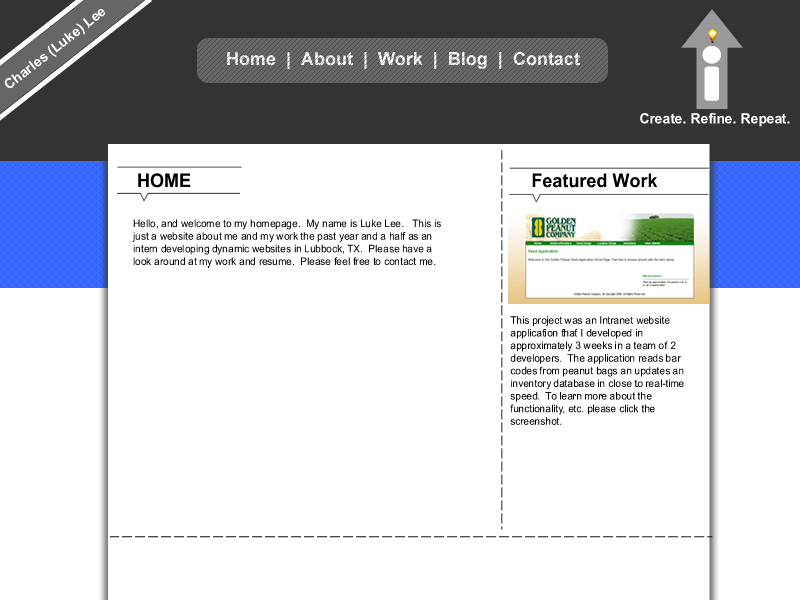 Charles (Luke) Lee
Home | About | Work | Blog | Contact
Create. Refine. Repeat.
HOME
Hello, and welcome to my homepage. My name is Luke Lee. This is
just a website about me and my work the past year and a half as an
intern developing dynamic websites in Lubbock, TX. Please have a
look around at my work and resume. Please feel free to contact me.
Featured Work
GOLDEN
PEANUT
COMPANY
Seed Application
This project was an Intranet website
application that I developed in
approximately 3 weeks in a team of 2
developers. The application reads bar
codes from peanut bags an updates an
inventory database in close to real-time
speed. To learn more about the
functionality, etc. please click the
screenshot.